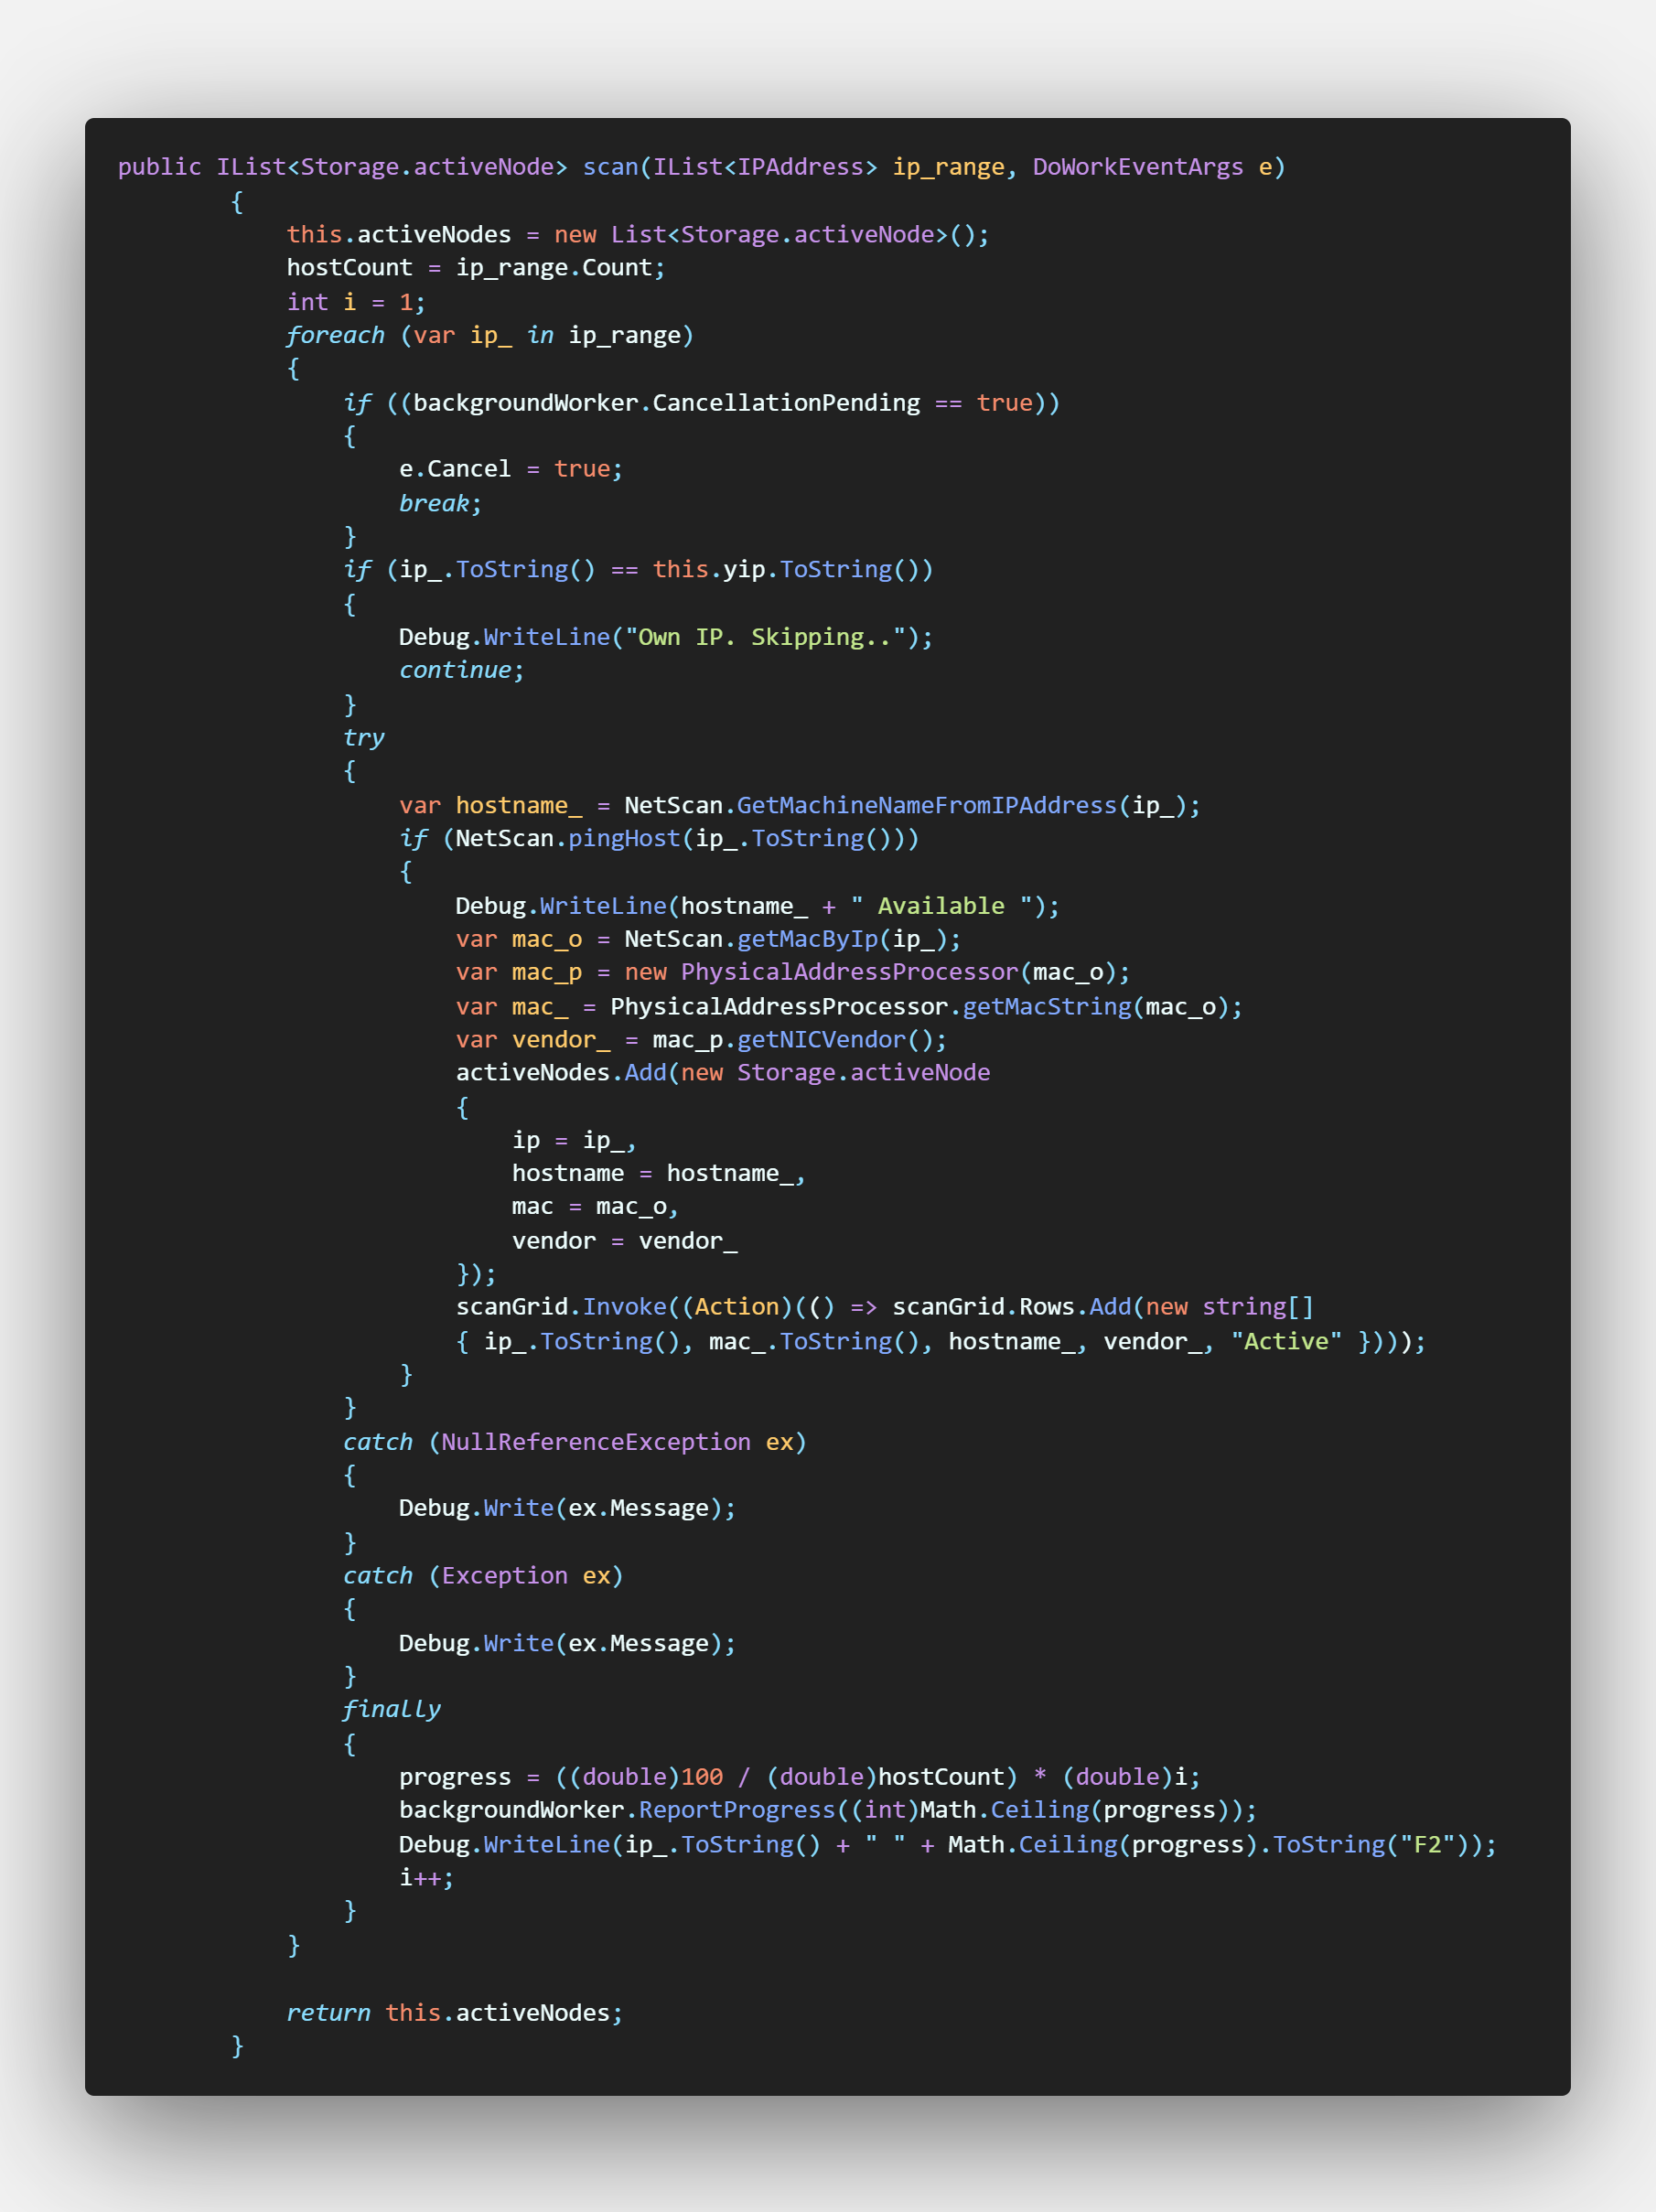 public IList<Storage.activeNode> scan(IList<IPAddress> ip_range, DoWorkEventArgs e)
        {
            this.activeNodes = new List<Storage.activeNode>();
            hostCount = ip_range.Count;
            int i = 1;
            foreach (var ip_ in ip_range)
            {
                if ((backgroundWorker.CancellationPending == true))
                {
                    e.Cancel = true;
                    break;
                }
                if (ip_.ToString() == this.yip.ToString())
                {
                    Debug.WriteLine("Own IP. Skipping..");
                    continue;
                }
                try
                {
                    var hostname_ = NetScan.GetMachineNameFromIPAddress(ip_);
                    if (NetScan.pingHost(ip_.ToString()))
                    {
                        Debug.WriteLine(hostname_ + " Available ");
                        var mac_o = NetScan.getMacByIp(ip_);
                        var mac_p = new PhysicalAddressProcessor(mac_o);
                        var mac_ = PhysicalAddressProcessor.getMacString(mac_o);
                        var vendor_ = mac_p.getNICVendor();
                        activeNodes.Add(new Storage.activeNode
                        {
                            ip = ip_,
                            hostname = hostname_,
                            mac = mac_o,
                            vendor = vendor_
                        });
                        scanGrid.Invoke((Action)(() => scanGrid.Rows.Add(new string[]
                        { ip_.ToString(), mac_.ToString(), hostname_, vendor_, "Active" })));
                    }
                }
                catch (NullReferenceException ex)
                {
                    Debug.Write(ex.Message);
                }
                catch (Exception ex)
                {
                    Debug.Write(ex.Message);
                }
                finally
                {
                    progress = ((double)100 / (double)hostCount) * (double)i;
                    backgroundWorker.ReportProgress((int)Math.Ceiling(progress));
                    Debug.WriteLine(ip_.ToString() + " " + Math.Ceiling(progress).ToString("F2"));
                    i++;
                }
            }

            return this.activeNodes;
        }